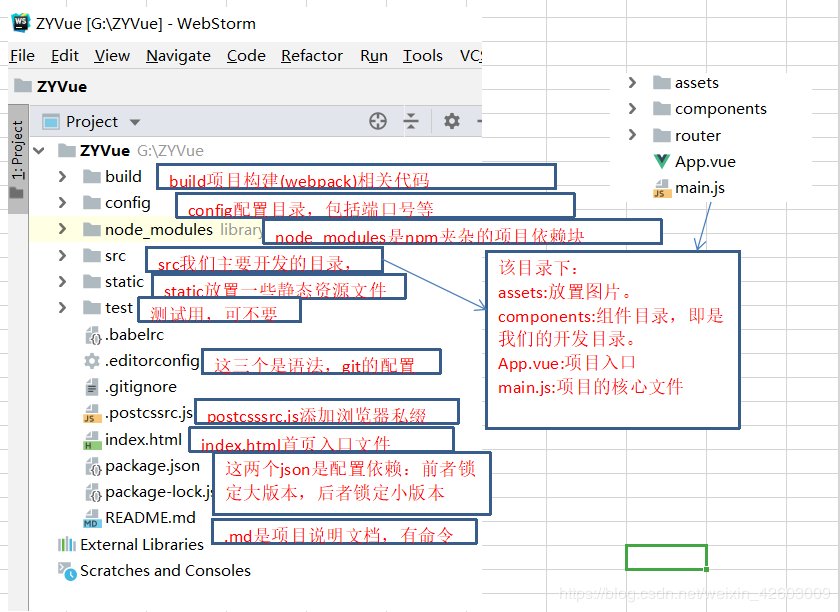 ZYVue [G:\ZYVue] - WebStorm
File Edit View Navigate Code Refactor Run Tools VCS
ZYVue
1: Project
Project
ZYVue G:\ZYVue
build
build项目构建(webpack)相关代码
config
config配置目录，包括端口号等
node_modules library
node_modules是npm夹杂的项目依赖块
src
src我们主要开发的目录，
static
static放置一些静态资源文件
test
测试用，可不要
.babelrc
.editorconfig
这三个是语法，git的配置
.gitignore
.postcssrc.js
postcsssrc.js添加浏览器私缀
index.html
index.html首页入口文件
package.json
package-lock.js
这两个json是配置依赖：前者锁
定大版本，后者锁定小版本
README.md
.md是项目说明文档，有命令
External Libraries
Scratches and Consoles
assets
components
router
App.vue
main.js
该目录下：
assets:放置图片。
components:组件目录，即是
我们的开发目录。
App.vue:项目入口
main.js:项目的核心文件
https://blog.csdn.net/weixin_42603009